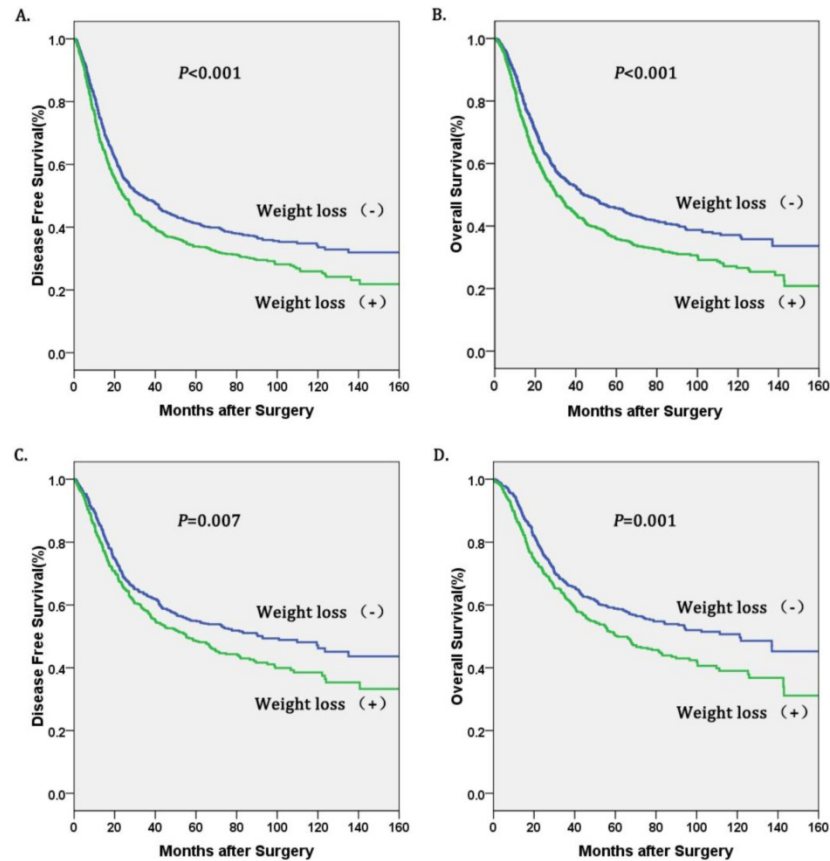 A.
P<0.001
Disease Free Survival(%)
1.0
0.8
0.6
0.4
0.2
0.0
Weight loss （-）
Weight loss （+）
0 20 40 60 80 100 120 140 160
Months after Surgery
B.
P<0.001
Overall Survival(%)
1.0
0.8
0.6
0.4
0.2
0.0
Weight loss （-）
Weight loss （+）
0 20 40 60 80 100 120 140 160
Months after Surgery
C.
P=0.007
Disease Free Survival(%)
1.0
0.8
0.6
0.4
0.2
0.0
Weight loss （-）
Weight loss （+）
0 20 40 60 80 100 120 140 160
Months after Surgery
D.
P=0.001
Overall Survival(%)
1.0
0.8
0.6
0.4
0.2
0.0
Weight loss （-）
Weight loss （+）
0 20 40 60 80 100 120 140 160
Months after Surgery